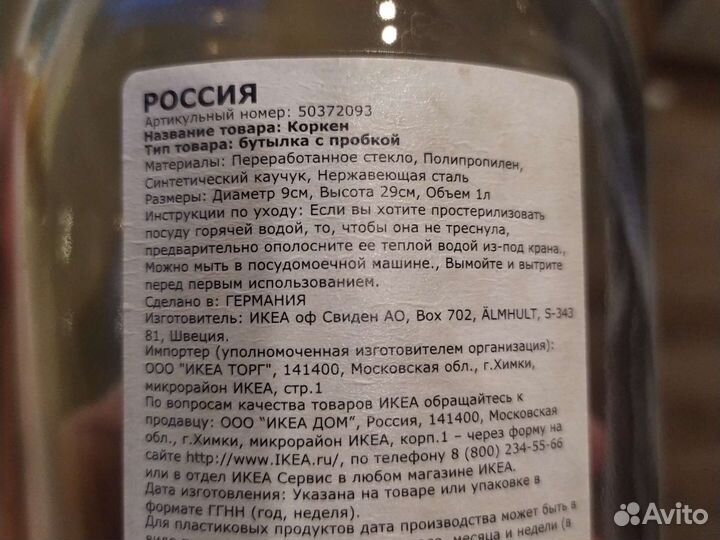 РОССИЯ
Артикульный номер: 50372093
Название товара: Коркен
Тип товара: бутылка с пробкой
Материалы: Переработанное стекло, Полипропилен,
Синтетический каучук, Нержавеющая сталь
Размеры: Диаметр 9см, Высота 29см, Объем 1л
Инструкции по уходу: Если вы хотите простерилизовать
посуду горячей водой, то, чтобы она не треснула,
предварительно ополосните ее теплой водой из-под крана.,
Можно мыть в посудомоечной машине., Вымойте и вытрите
перед первым использованием.
Сделано в: ГЕРМАНИЯ
Изготовитель: ИКЕА оф Свиден АО, Box 702, ÄLMHULT, S-343
81, Швеция.
Импортер (уполномоченная изготовителем организация):
ООО "ИКЕА ТОРГ", 141400, Московская обл., г.Химки,
микрорайон ИКЕА, стр.1
По вопросам качества товаров ИКЕА обращайтесь к
продавцу: ООО "ИКЕА ДОМ", Россия, 141400, Московская
обл., г.Химки, микрорайон ИКЕА, корп.1 – через форму на
сайте http://www.IKEA.ru/, по телефону 8 (800) 234-55-66
или в отдел ИКЕА Сервис в любом магазине ИКЕА.
Дата изготовления: Указана на товаре или упаковке в
формате ГГНН (год, неделя).
Для пластиковых продуктов дата производства может быть в
месяца и недели (в
Avito